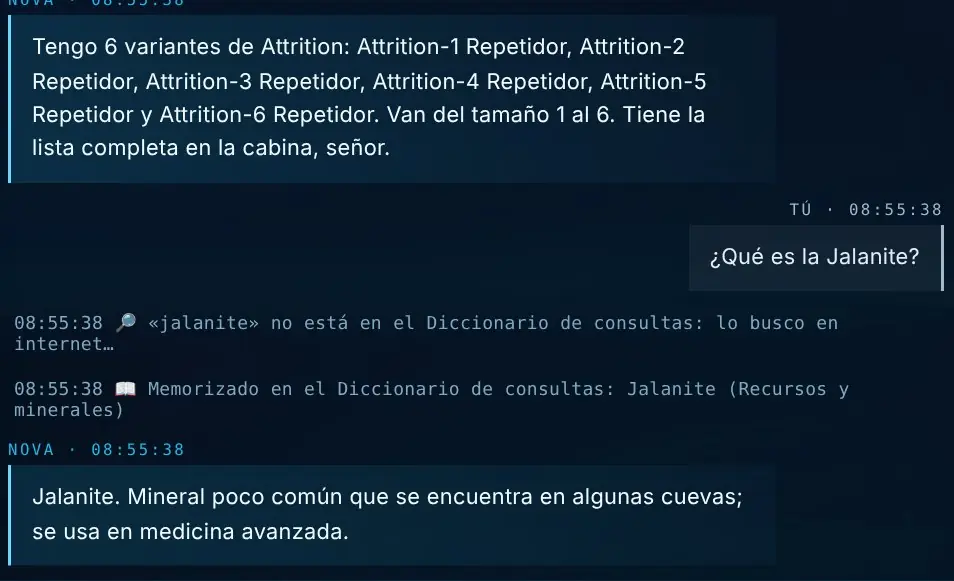 NOVA · 08:55:38
Tengo 6 variantes de Attrition: Attrition-1 Repetidor, Attrition-2
Repetidor, Attrition-3 Repetidor, Attrition-4 Repetidor, Attrition-5
Repetidor y Attrition-6 Repetidor. Van del tamaño 1 al 6. Tiene la
lista completa en la cabina, señor.
TÚ · 08:55:38
¿Qué es la Jalanite?
08:55:38 🔎 «jalanite» no está en el Diccionario de consultas: lo busco en
internet…
08:55:38 📖 Memorizado en el Diccionario de consultas: Jalanite (Recursos y
minerales)
NOVA · 08:55:38
Jalanite. Mineral poco común que se encuentra en algunas cuevas;
se usa en medicina avanzada.